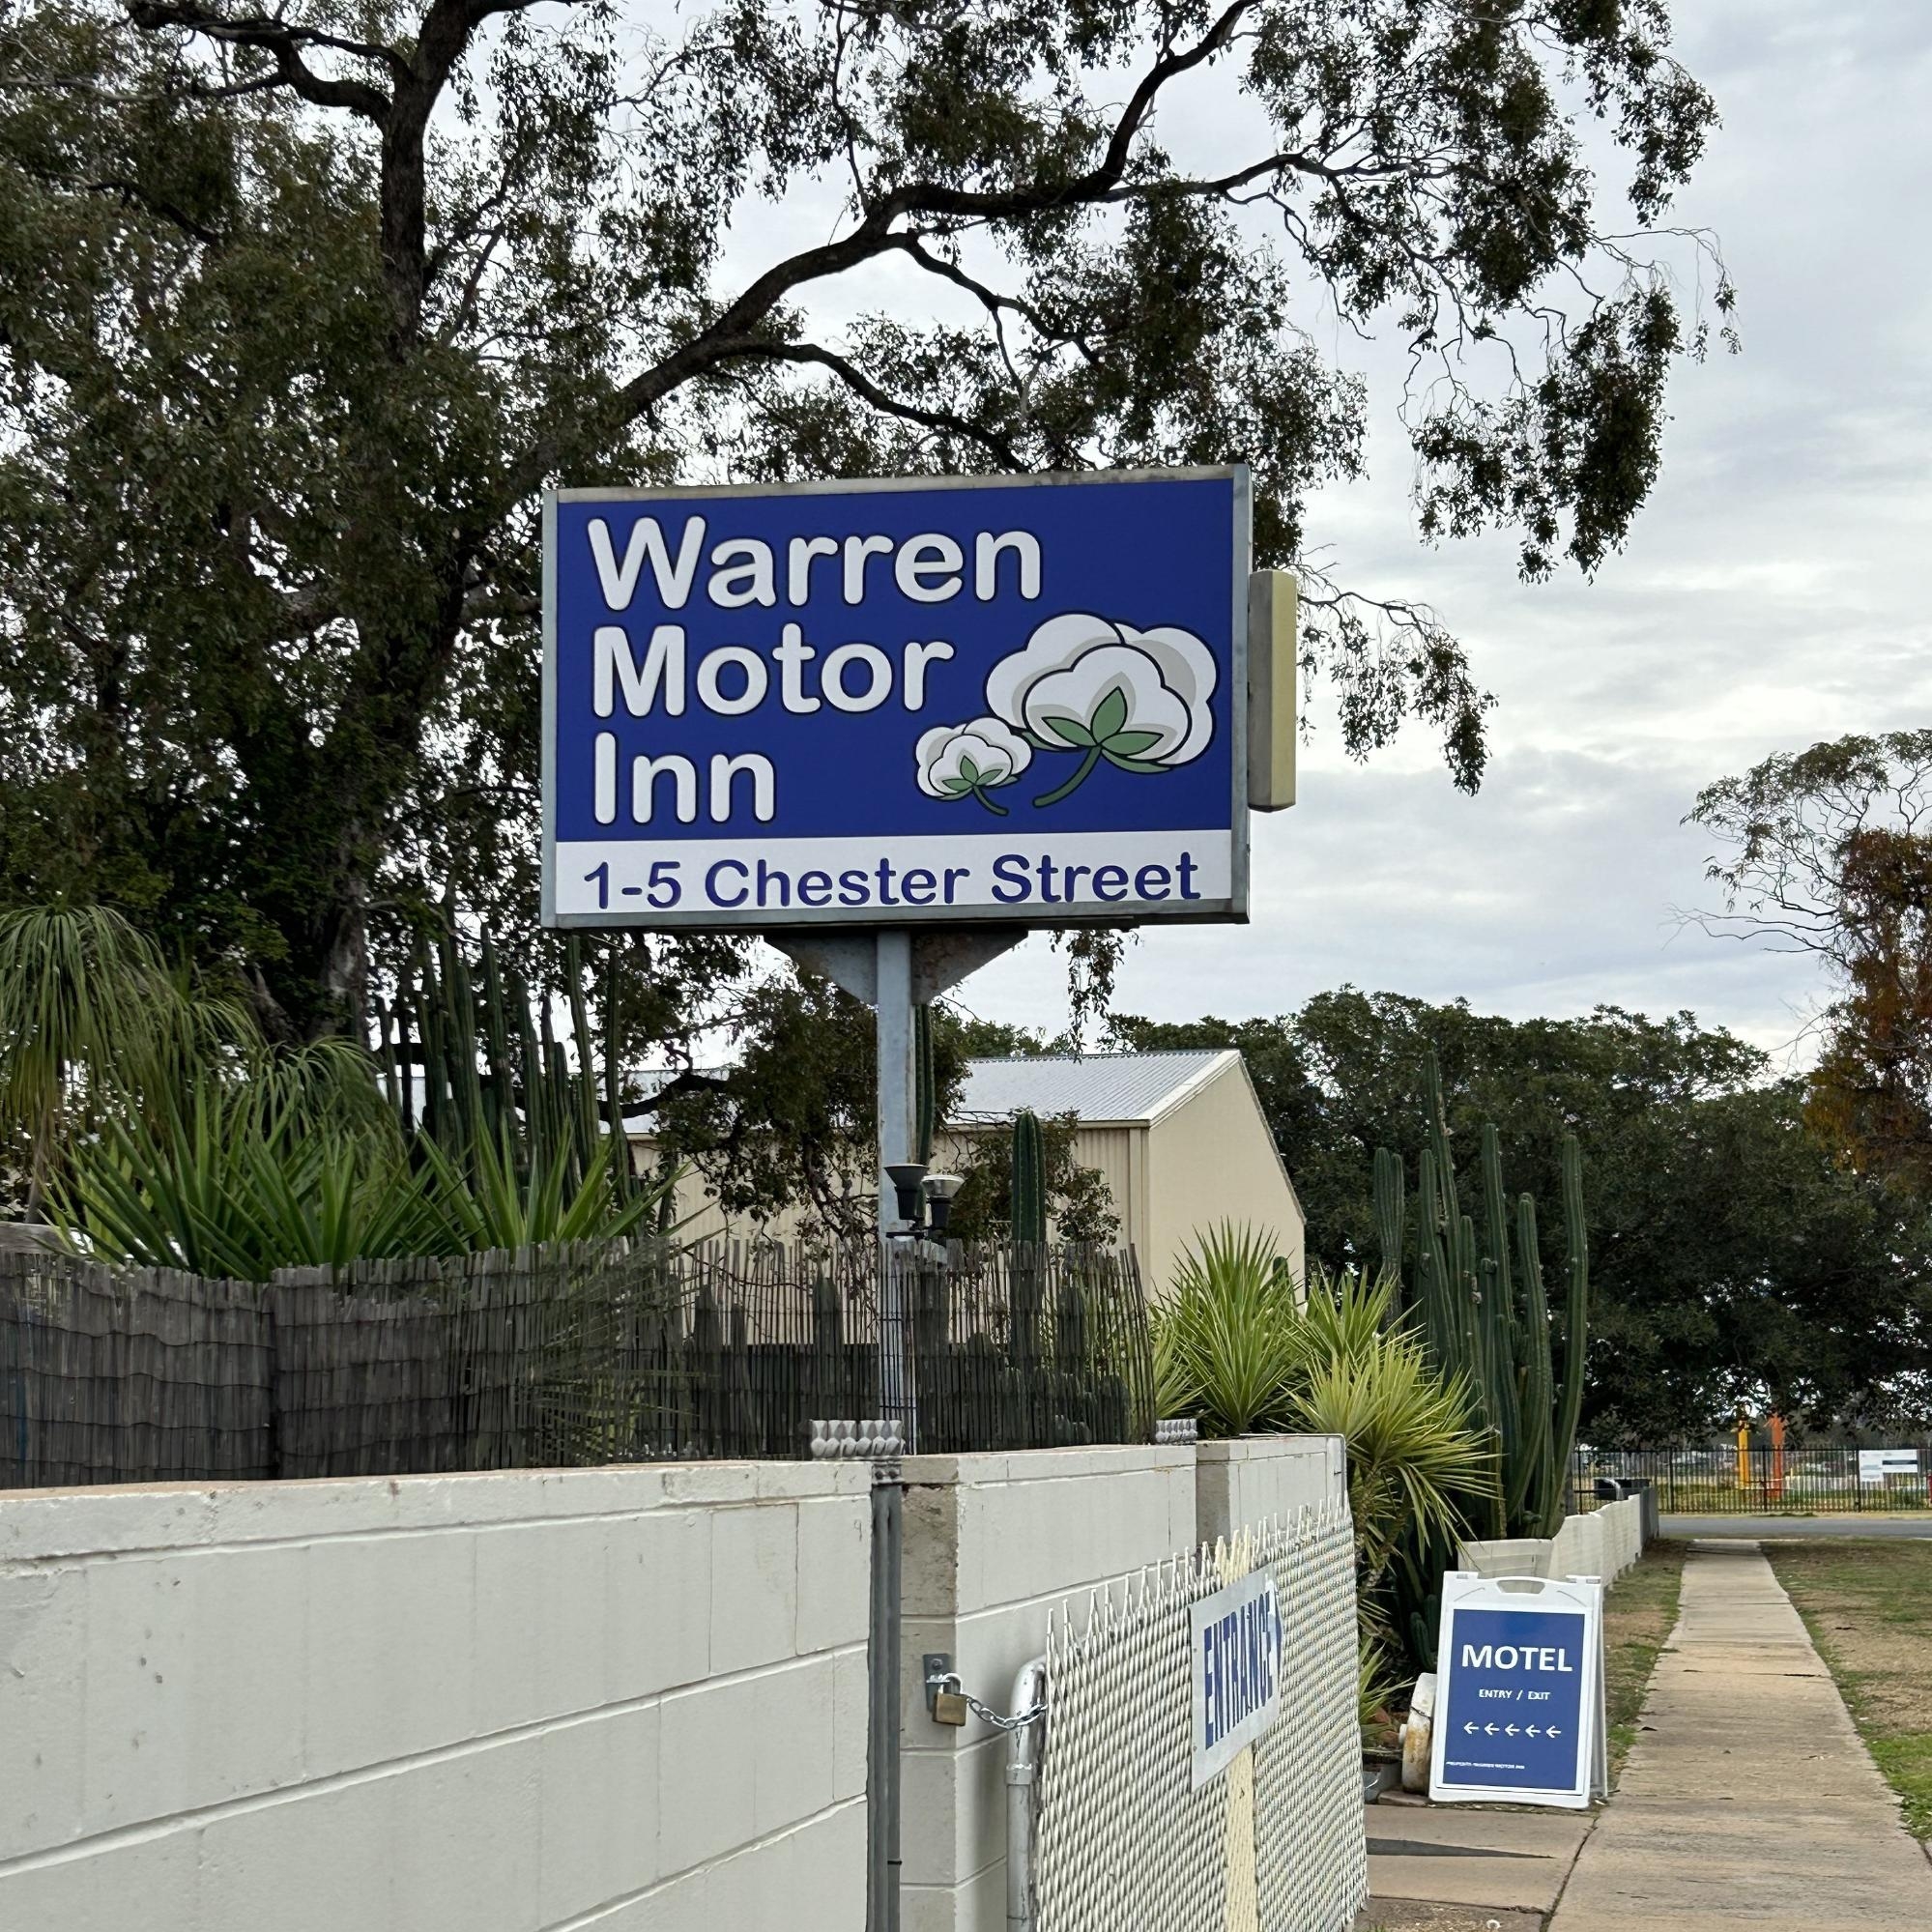 Warren
Motor
Inn
1-5 Chester Street
ENTRANCE
MOTEL
ENTRY / EXIT
←←←←←